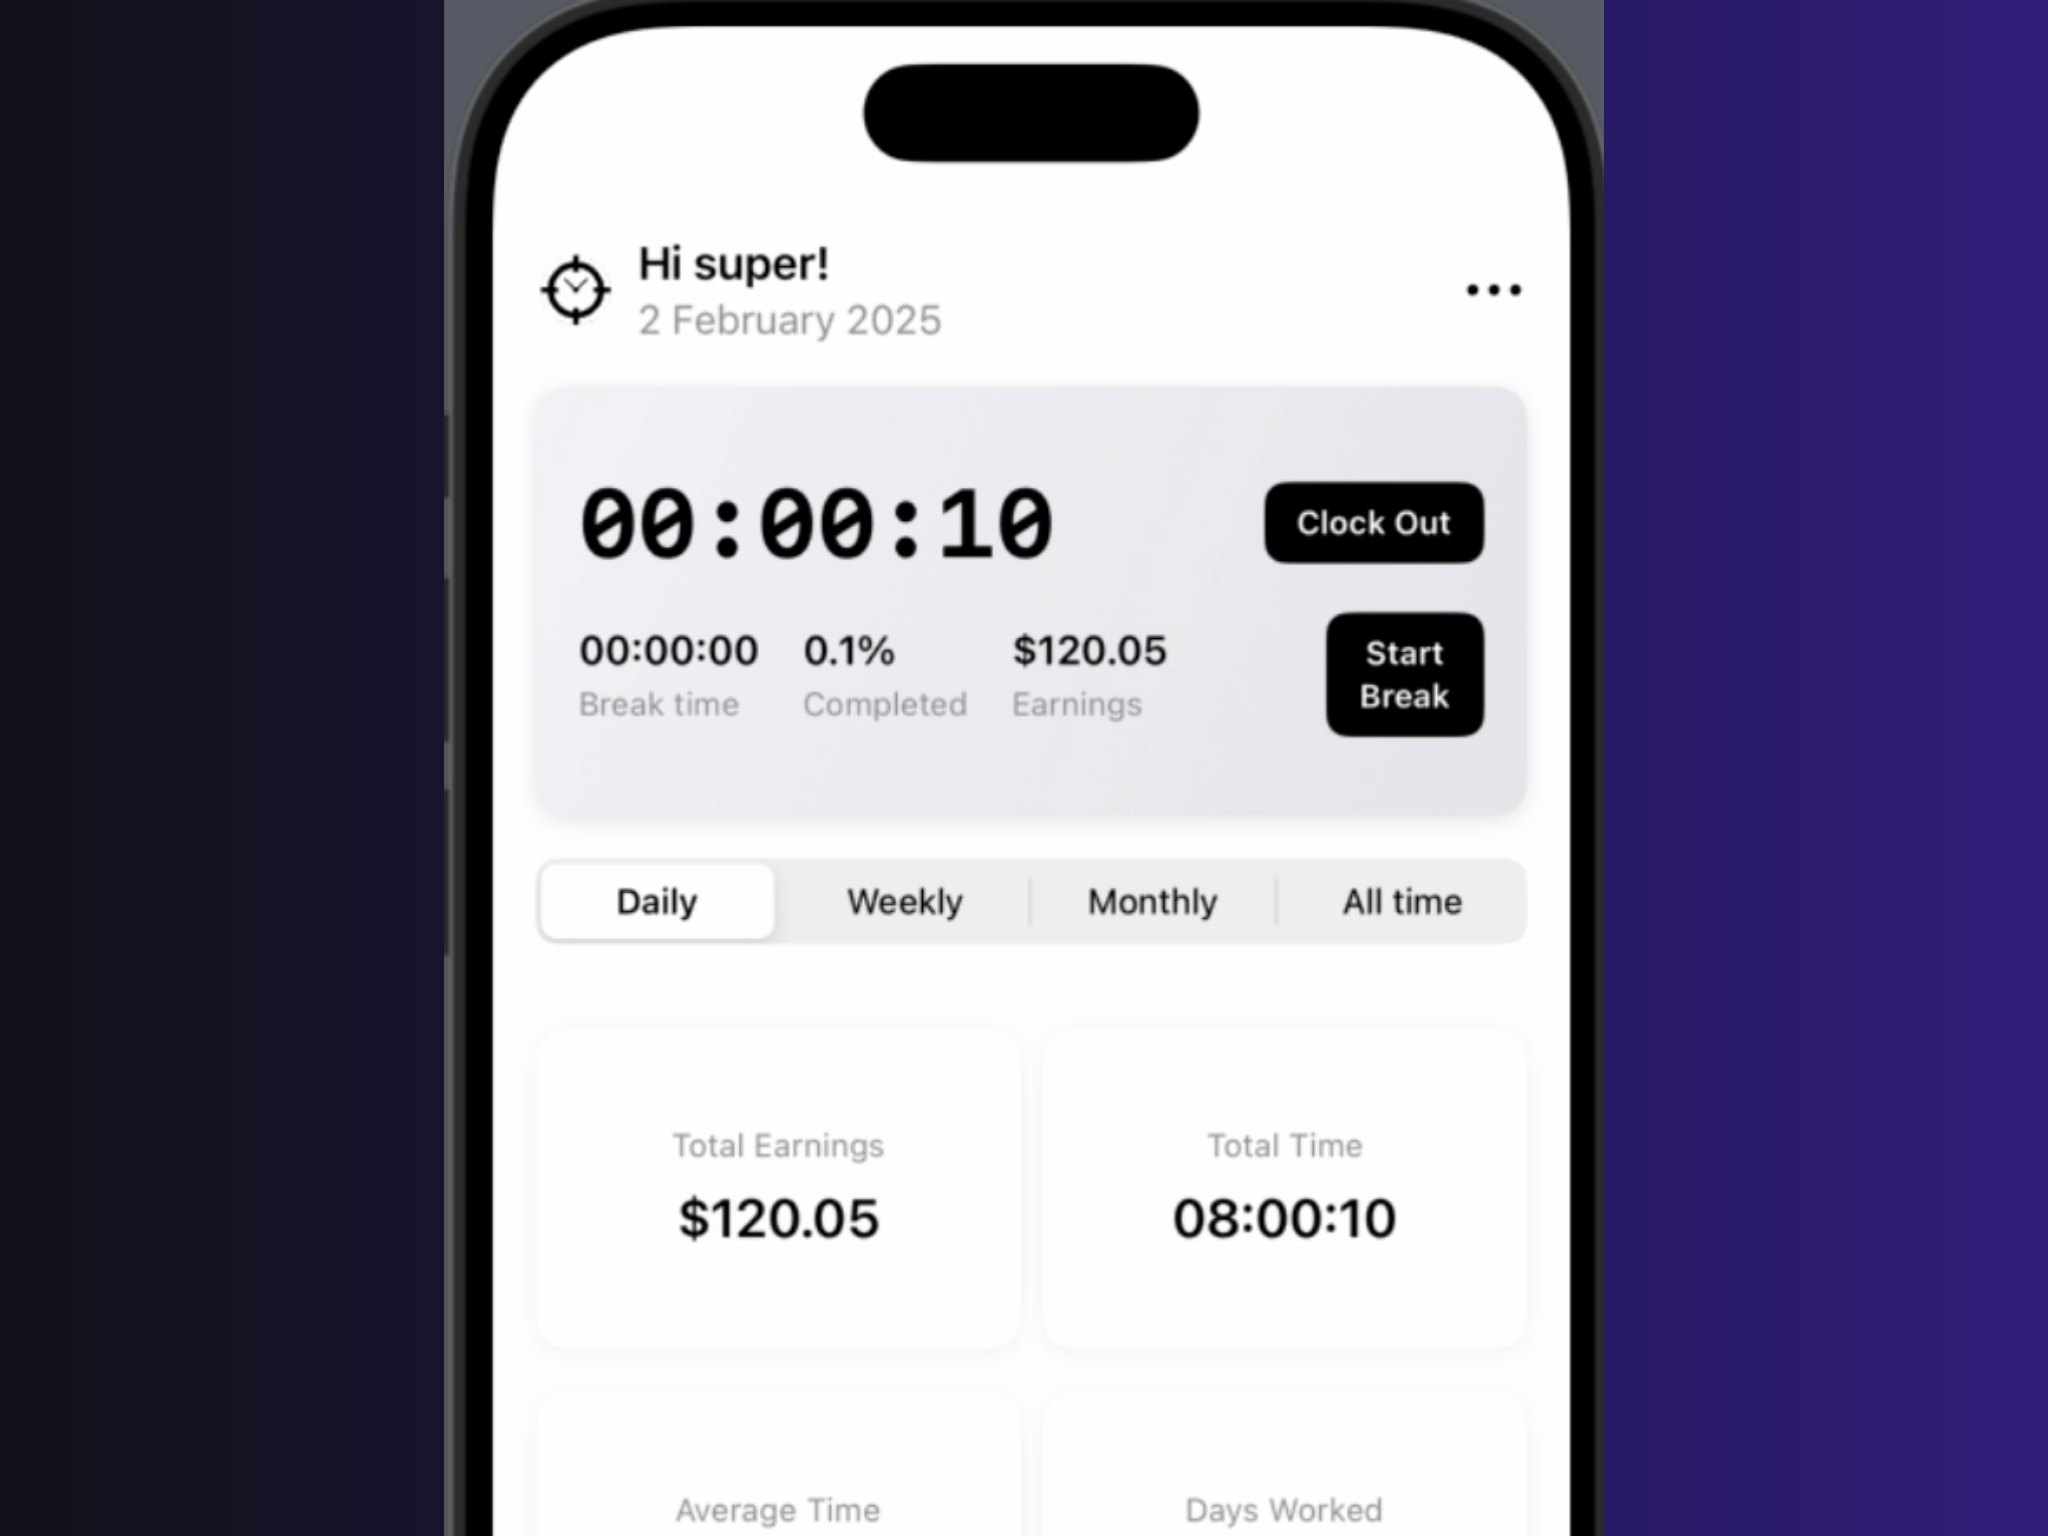 Hi super!
2 February 2025
00:00:10
Clock Out
00:00:00
Break time
0.1%
Completed
$120.05
Earnings
Start
Break
Daily
Weekly
Monthly
All time
Total Earnings
$120.05
Total Time
08:00:10
Average Time
Days Worked